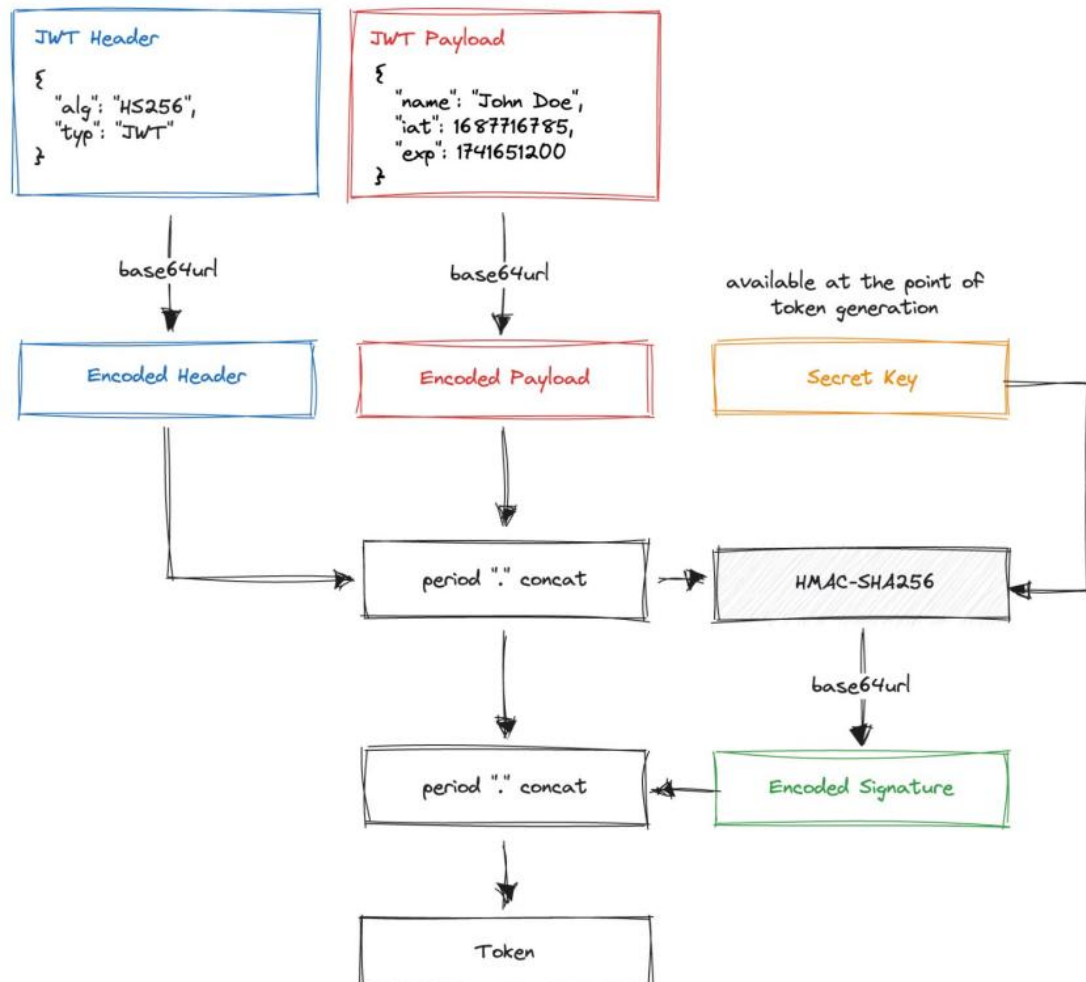 JWT Header
{
"alg": "HS256",
"typ": "JWT"
}
JWT Payload
{
"name": "John Doe",
"iat": 1687716785,
"exp": 1741651200
}
base64url
base64url
available at the point of
token generation
Encoded Header
Encoded Payload
Secret Key
period "." concat
HMAC-SHA256
base64url
period "." concat
Encoded Signature
Token